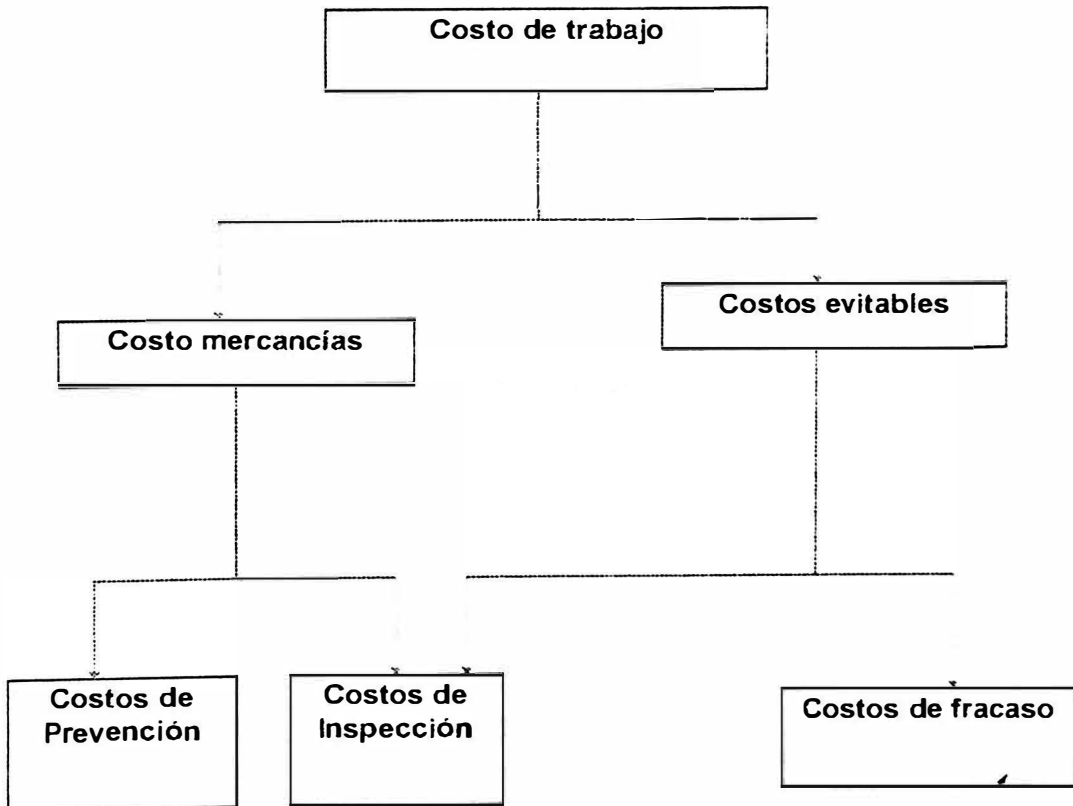 Costo de trabajo
Costos evitables
Costo mercancías
Costos de
Prevención
Costos de
Inspección
Costos de fracaso